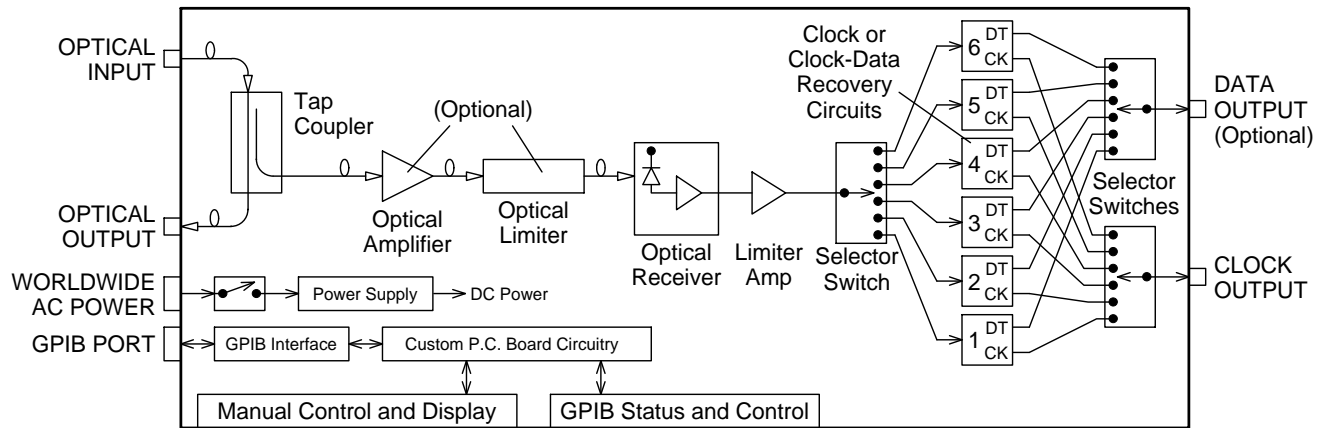 OPTICAL
INPUT
Tap
Coupler
(Optional)
Optical
Amplifier
Optical
Limiter
Optical
Receiver
Limiter
Amp
Selector
Switch
Clock or
Clock-Data
Recovery
Circuits
6 DT
CK
5 DT
CK
4 DT
CK
3 DT
CK
2 DT
CK
1 DT
CK
Selector
Switches
DATA
OUTPUT
(Optional)
CLOCK
OUTPUT
OPTICAL
OUTPUT
WORLDWIDE
AC POWER
Power Supply
DC Power
GPIB PORT
GPIB Interface
Custom P.C. Board Circuitry
Manual Control and Display
GPIB Status and Control